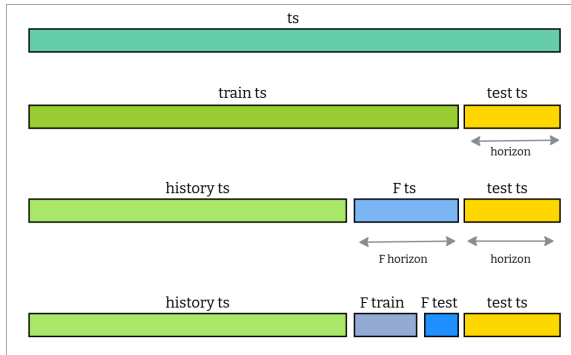 ts
train ts test ts
horizon
history ts F ts test ts
F horizon horizon
history ts F train F test test ts